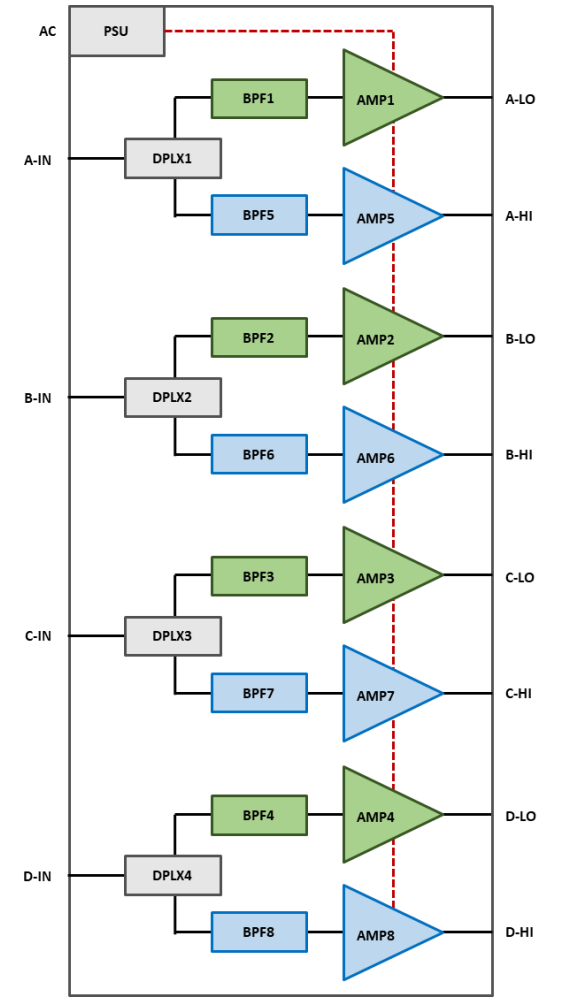 AC PSU
BPF1 AMP1 A-LO
A-IN DPLX1
BPF5 AMP5 A-HI
BPF2 AMP2 B-LO
B-IN DPLX2
BPF6 AMP6 B-HI
BPF3 AMP3 C-LO
C-IN DPLX3
BPF7 AMP7 C-HI
BPF4 AMP4 D-LO
D-IN DPLX4
BPF8 AMP8 D-HI